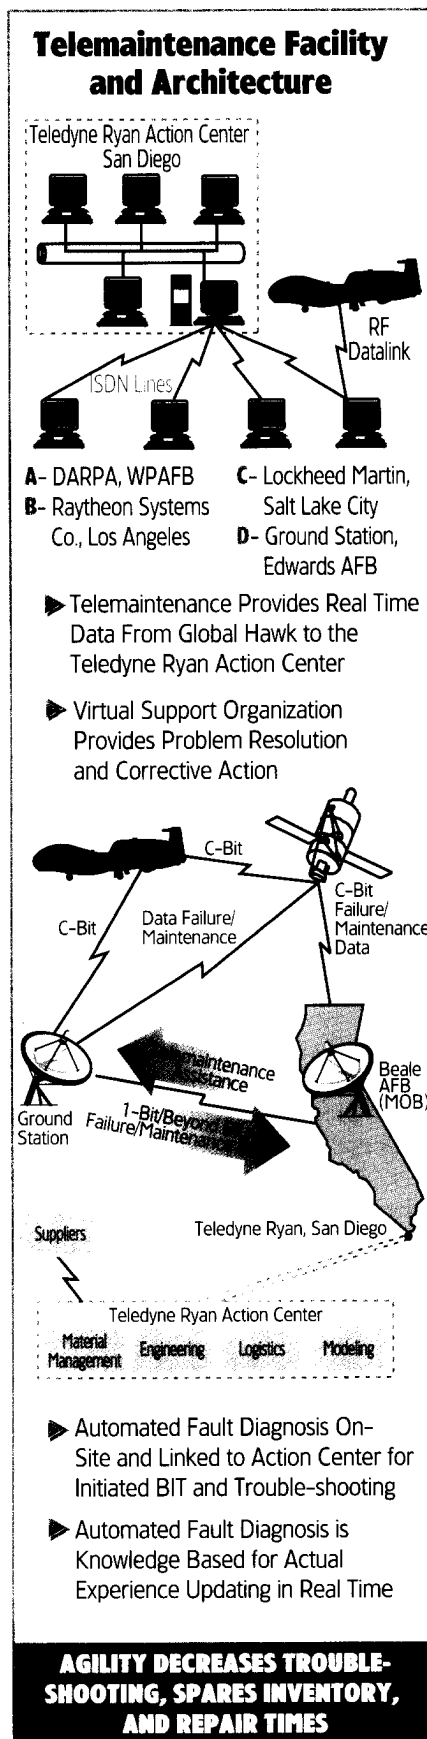 Telemaintenance Facility
and Architecture
Teledyne Ryan Action Center
San Diego
RF
Datalink
ISDN Lines
A- DARPA, WPAFB
B- Raytheon Systems
Co., Los Angeles
C- Lockheed Martin,
Salt Lake City
D- Ground Station,
Edwards AFB
Telemaintenance Provides Real Time
Data From Global Hawk to the
Teledyne Ryan Action Center
Virtual Support Organization
Provides Problem Resolution
and Corrective Action
C-Bit
C-Bit
Data Failure/
Maintenance
C-Bit
Failure/
Maintenance
Data
Ground
Station
1-Bit/Beyond
Failure/Maintenance
Beale
AFB
(MOB)
Teledyne Ryan, San Diego
Suppliers
Teledyne Ryan Action Center
Material
Management
Engineering
Logistics
Modeling
Automated Fault Diagnosis On-
Site and Linked to Action Center for
Initiated BIT and Trouble-shooting
Automated Fault Diagnosis is
Knowledge Based for Actual
Experience Updating in Real Time
AGILITY DECREASES TROUBLE-
SHOOTING, SPARES INVENTORY,
AND REPAIR TIMES